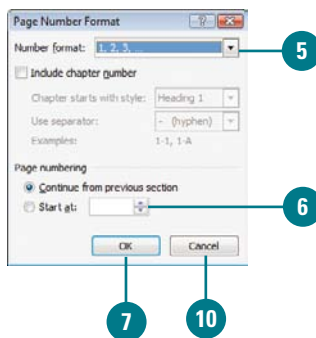 Page Number Format
Number format: 1, 2, 3, ...
5
Include chapter number
Chapter starts with style: Heading 1
Use separator: - (hyphen)
Examples: 1-1, 1-A
Page numbering
Continue from previous section
Start at:
6
OK Cancel
7 10